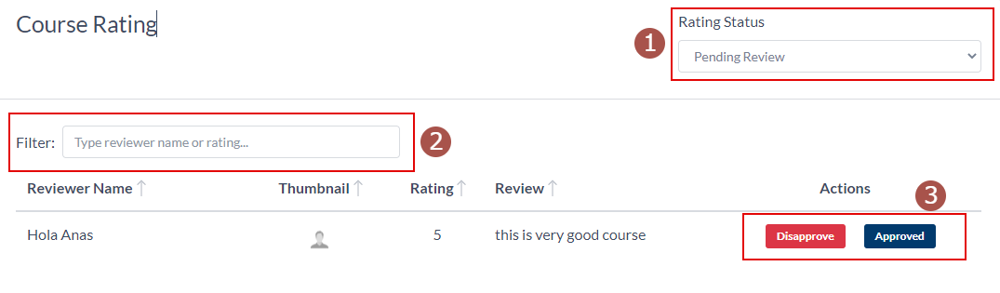 Course Rating
Rating Status
1
Pending Review
Filter: Type reviewer name or rating...
2
Reviewer Name Thumbnail Rating Review Actions
3
Hola Anas 5 this is very good course Disapprove Approved